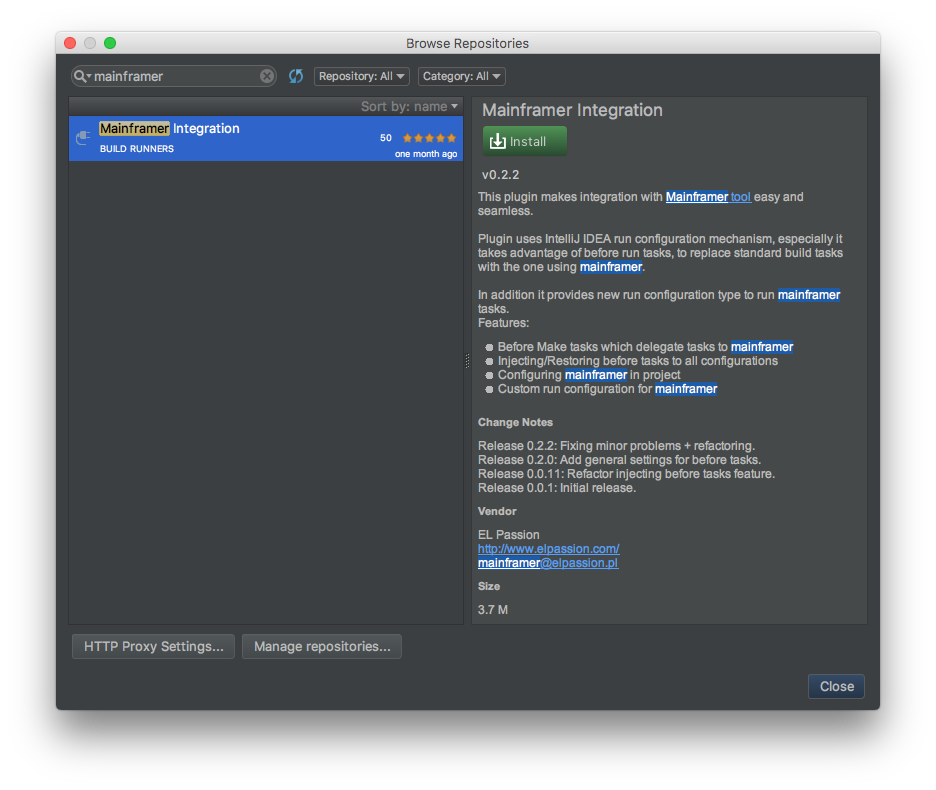 Browse Repositories
mainframer
Repository: All
Category: All
Sort by: name
Mainframer Integration
BUILD RUNNERS
50
one month ago
Mainframer Integration
Install
v0.2.2
This plugin makes integration with Mainframer tool easy and
seamless.
Plugin uses IntelliJ IDEA run configuration mechanism, especially it
takes advantage of before run tasks, to replace standard build tasks
with the one using mainframer.
In addition it provides new run configuration type to run mainframer
tasks.
Features:
Before Make tasks which delegate tasks to mainframer
Injecting/Restoring before tasks to all configurations
Configuring mainframer in project
Custom run configuration for mainframer
Change Notes
Release 0.2.2: Fixing minor problems + refactoring.
Release 0.2.0: Add general settings for before tasks.
Release 0.0.11: Refactor injecting before tasks feature.
Release 0.0.1: Initial release.
Vendor
EL Passion
http://www.elpassion.com/
mainframer@elpassion.pl
Size
3.7 M
HTTP Proxy Settings...
Manage repositories...
Close